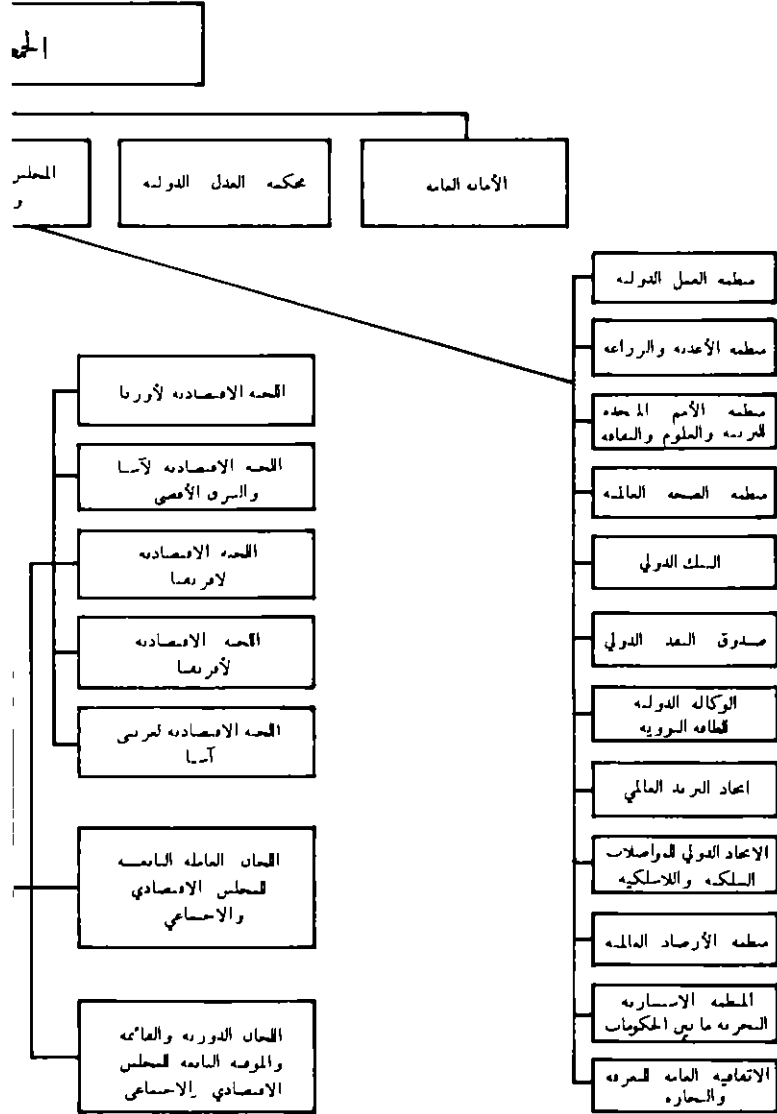 الأمانة العامة
محكمة العدل الدولية
المجلس
و
منظمة العمل الدولية
منظمة الأغذية والزراعة
منظمة الأمم المتحدة
للتربية والعلوم والثقافة
منظمة الصحة العالمية
البنك الدولي
صندوق النقد الدولي
الوكالة الدولية
للطاقة النووية
اتحاد البريد العالمي
الاتحاد الدولي للمواصلات
السلكية واللاسلكية
منظمة الأرصاد العالمية
المنظمة الاستشارية
البحرية ما بين الحكومات
الاتفاقية العامة للتعرفة
والتجارة
اللجنة الاقتصادية لأوربا
اللجنة الاقتصادية لآسيا
والشرق الأقصى
اللجنة الاقتصادية
لافريقيا
اللجنة الاقتصادية
لأفريقيا
اللجنة الاقتصادية لغربي
آسيا
اللجان العاملة التابعة
للمجلس الاقتصادي
والاجتماعي
اللجان الدورية والقائمة
والموقتة التابعة للمجلس
الاقتصادي والاجتماعي